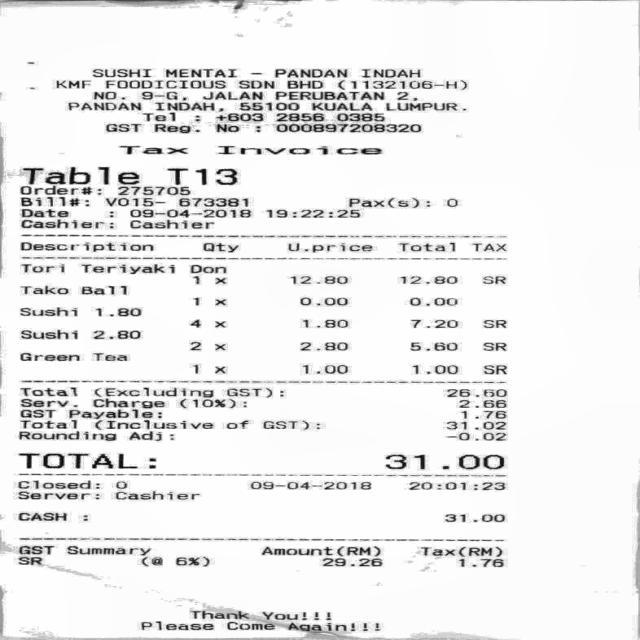 SUSHI MENTAI - PANDAN INDAH
KMF FOODICIOUS SDN BHD (1132106-H)
NO. 9-G, JALAN PERUBATAN 2,
PANDAN INDAH, 55100 KUALA LUMPUR.
Tel : +603 2856 0385
GST Reg. No : 000897208320
Tax Invoice
Table T13
Order#: 275705
Bill#: V015- 673381 Pax(s): 0
Date : 09-04-2018 19:22:25
Cashier: Cashier
Description Qty U.price Total TAX
Tori Teriyaki Don
1 x 12.80 12.80 SR
Tako Ball
1 x 0.00 0.00
Sushi 1.80
4 x 1.80 7.20 SR
Sushi 2.80
2 x 2.80 5.60 SR
Green Tea
1 x 1.00 1.00 SR
Total (Excluding GST): 26.60
Serv. Charge (10%): 2.66
GST Payable: 1.76
Total (Inclusive of GST): 31.02
Rounding Adj: -0.02
TOTAL: 31.00
Closed: 0 09-04-2018 20:01:23
Server: Cashier
CASH : 31.00
GST Summary Amount(RM) Tax(RM)
SR (@ 6%) 29.26 1.76
Thank You!!!
Please Come Again!!!